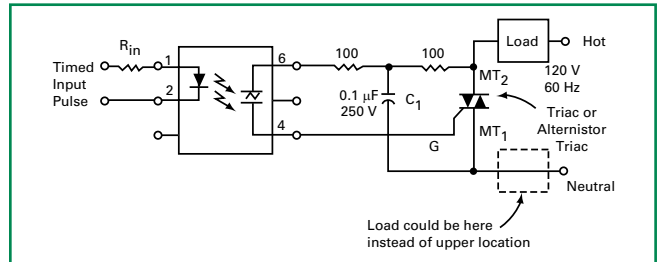 Timed
Input
Pulse
Rin
1
2
6
4
100
100
0.1 μF
250 V
C1
Load
Hot
120 V
60 Hz
MT2
Triac or
Alternistor
Triac
MT1
G
Neutral
Load could be here
instead of upper location